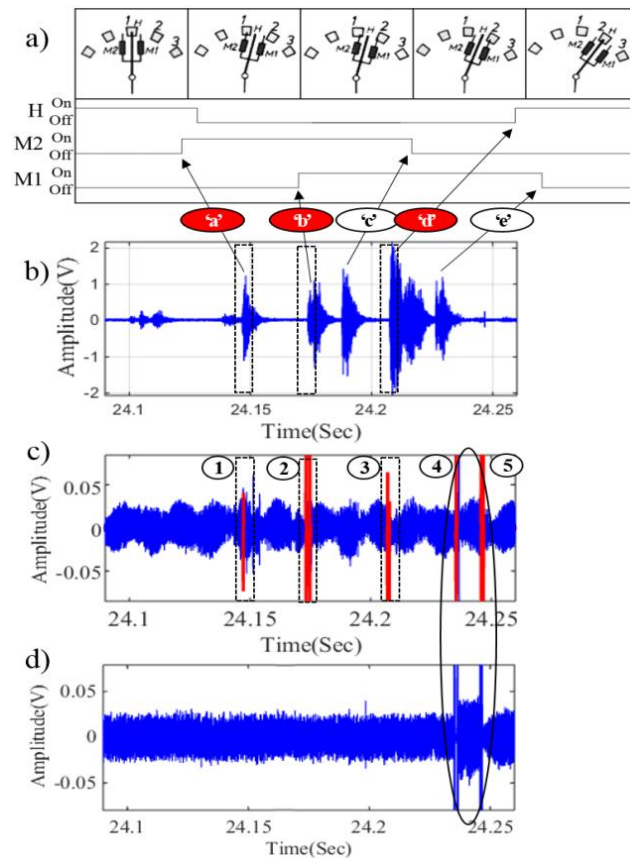 a)
1 H 2 3 M2 M1
1 H 2 3 M2 M1
1 H 2 3 M2 M1
1 H 2 3 M2 M1
1 2 H 3 M2 M1
H On
Off
M2 On
Off
M1 On
Off
'a' 'b' 'c' 'd' 'e'
b)
Amplitude(V)
2
1
0
-1
-2
24.1 24.15 24.2 24.25
Time(Sec)
c)
1 2 3 4 5
Amplitude(V)
0.05
0
-0.05
24.1 24.15 24.2 24.25
Time(Sec)
d)
Amplitude(V)
0.05
0
-0.05
24.1 24.15 24.2 24.25
Time(Sec)